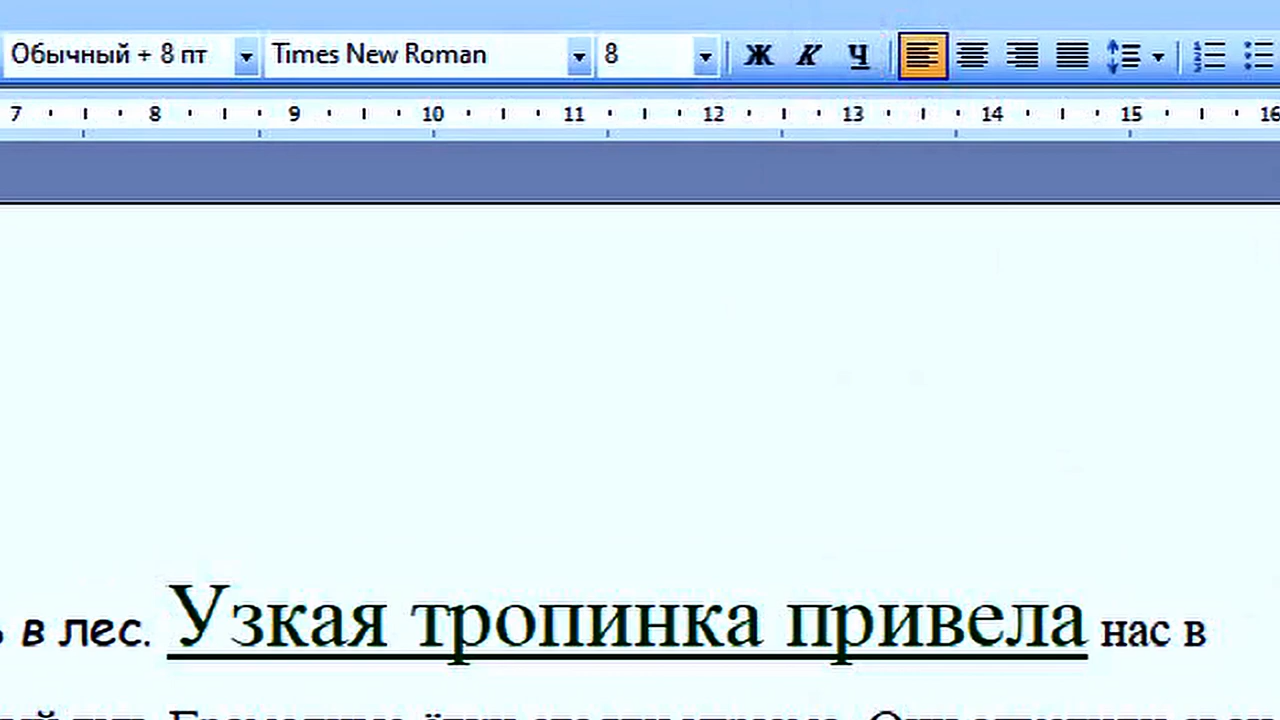 Обычный + 8 пт Times New Roman 8 Ж К Ч
7 8 9 10 11 12 13 14 15 16
в лес. Узкая тропинка привела нас в